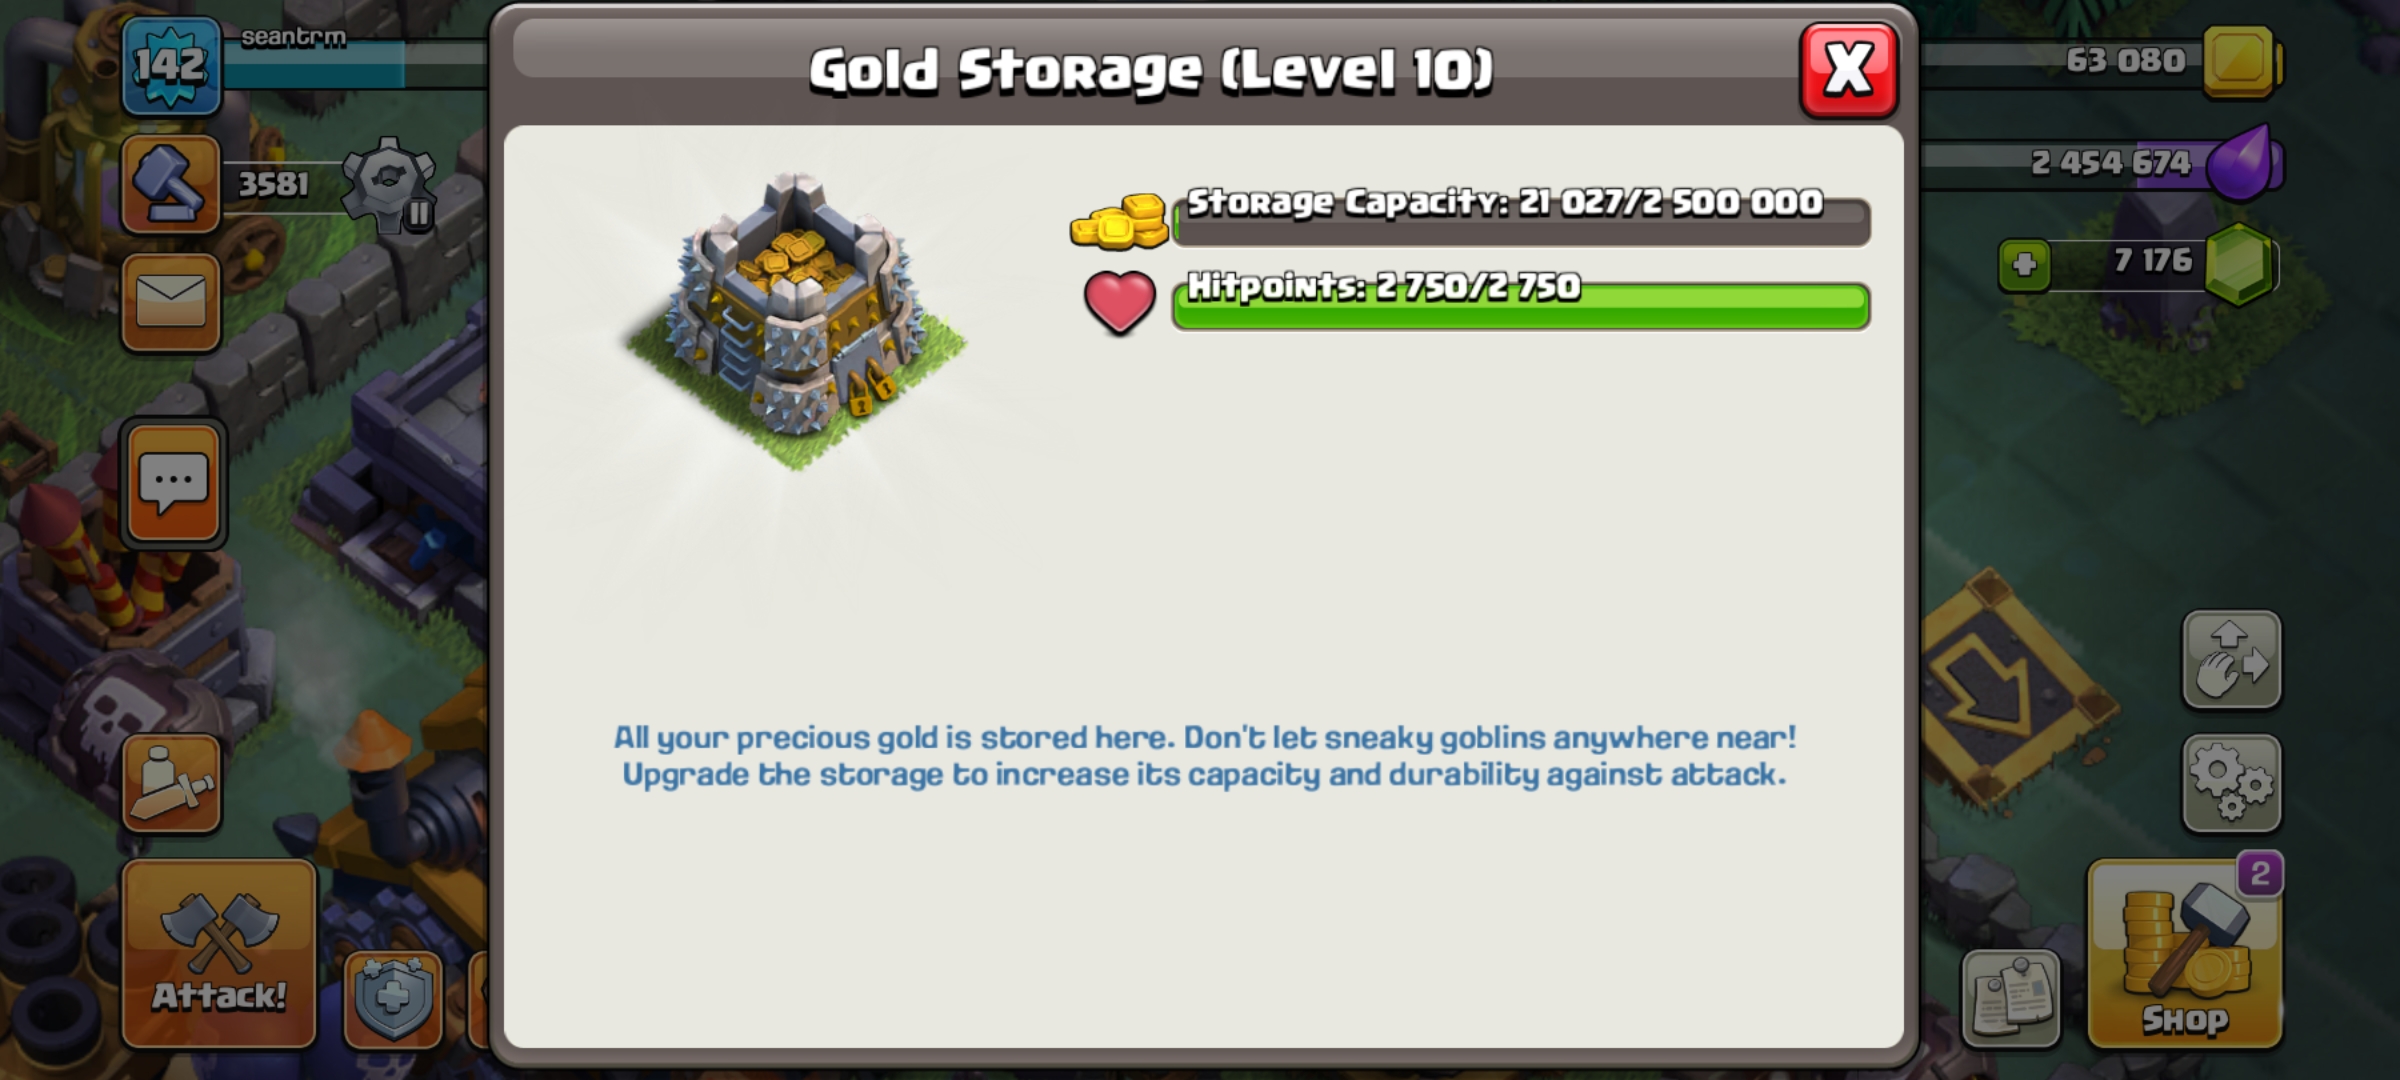 142
seantrm
Gold Storage (Level 10)
X
63 080
3581
Storage Capacity: 21 027/2 500 000
2 454 674
Hitpoints: 2 750/2 750
7 176
All your precious gold is stored here. Don't let sneaky goblins anywhere near!
Upgrade the storage to increase its capacity and durability against attack.
Attack!
2
Shop